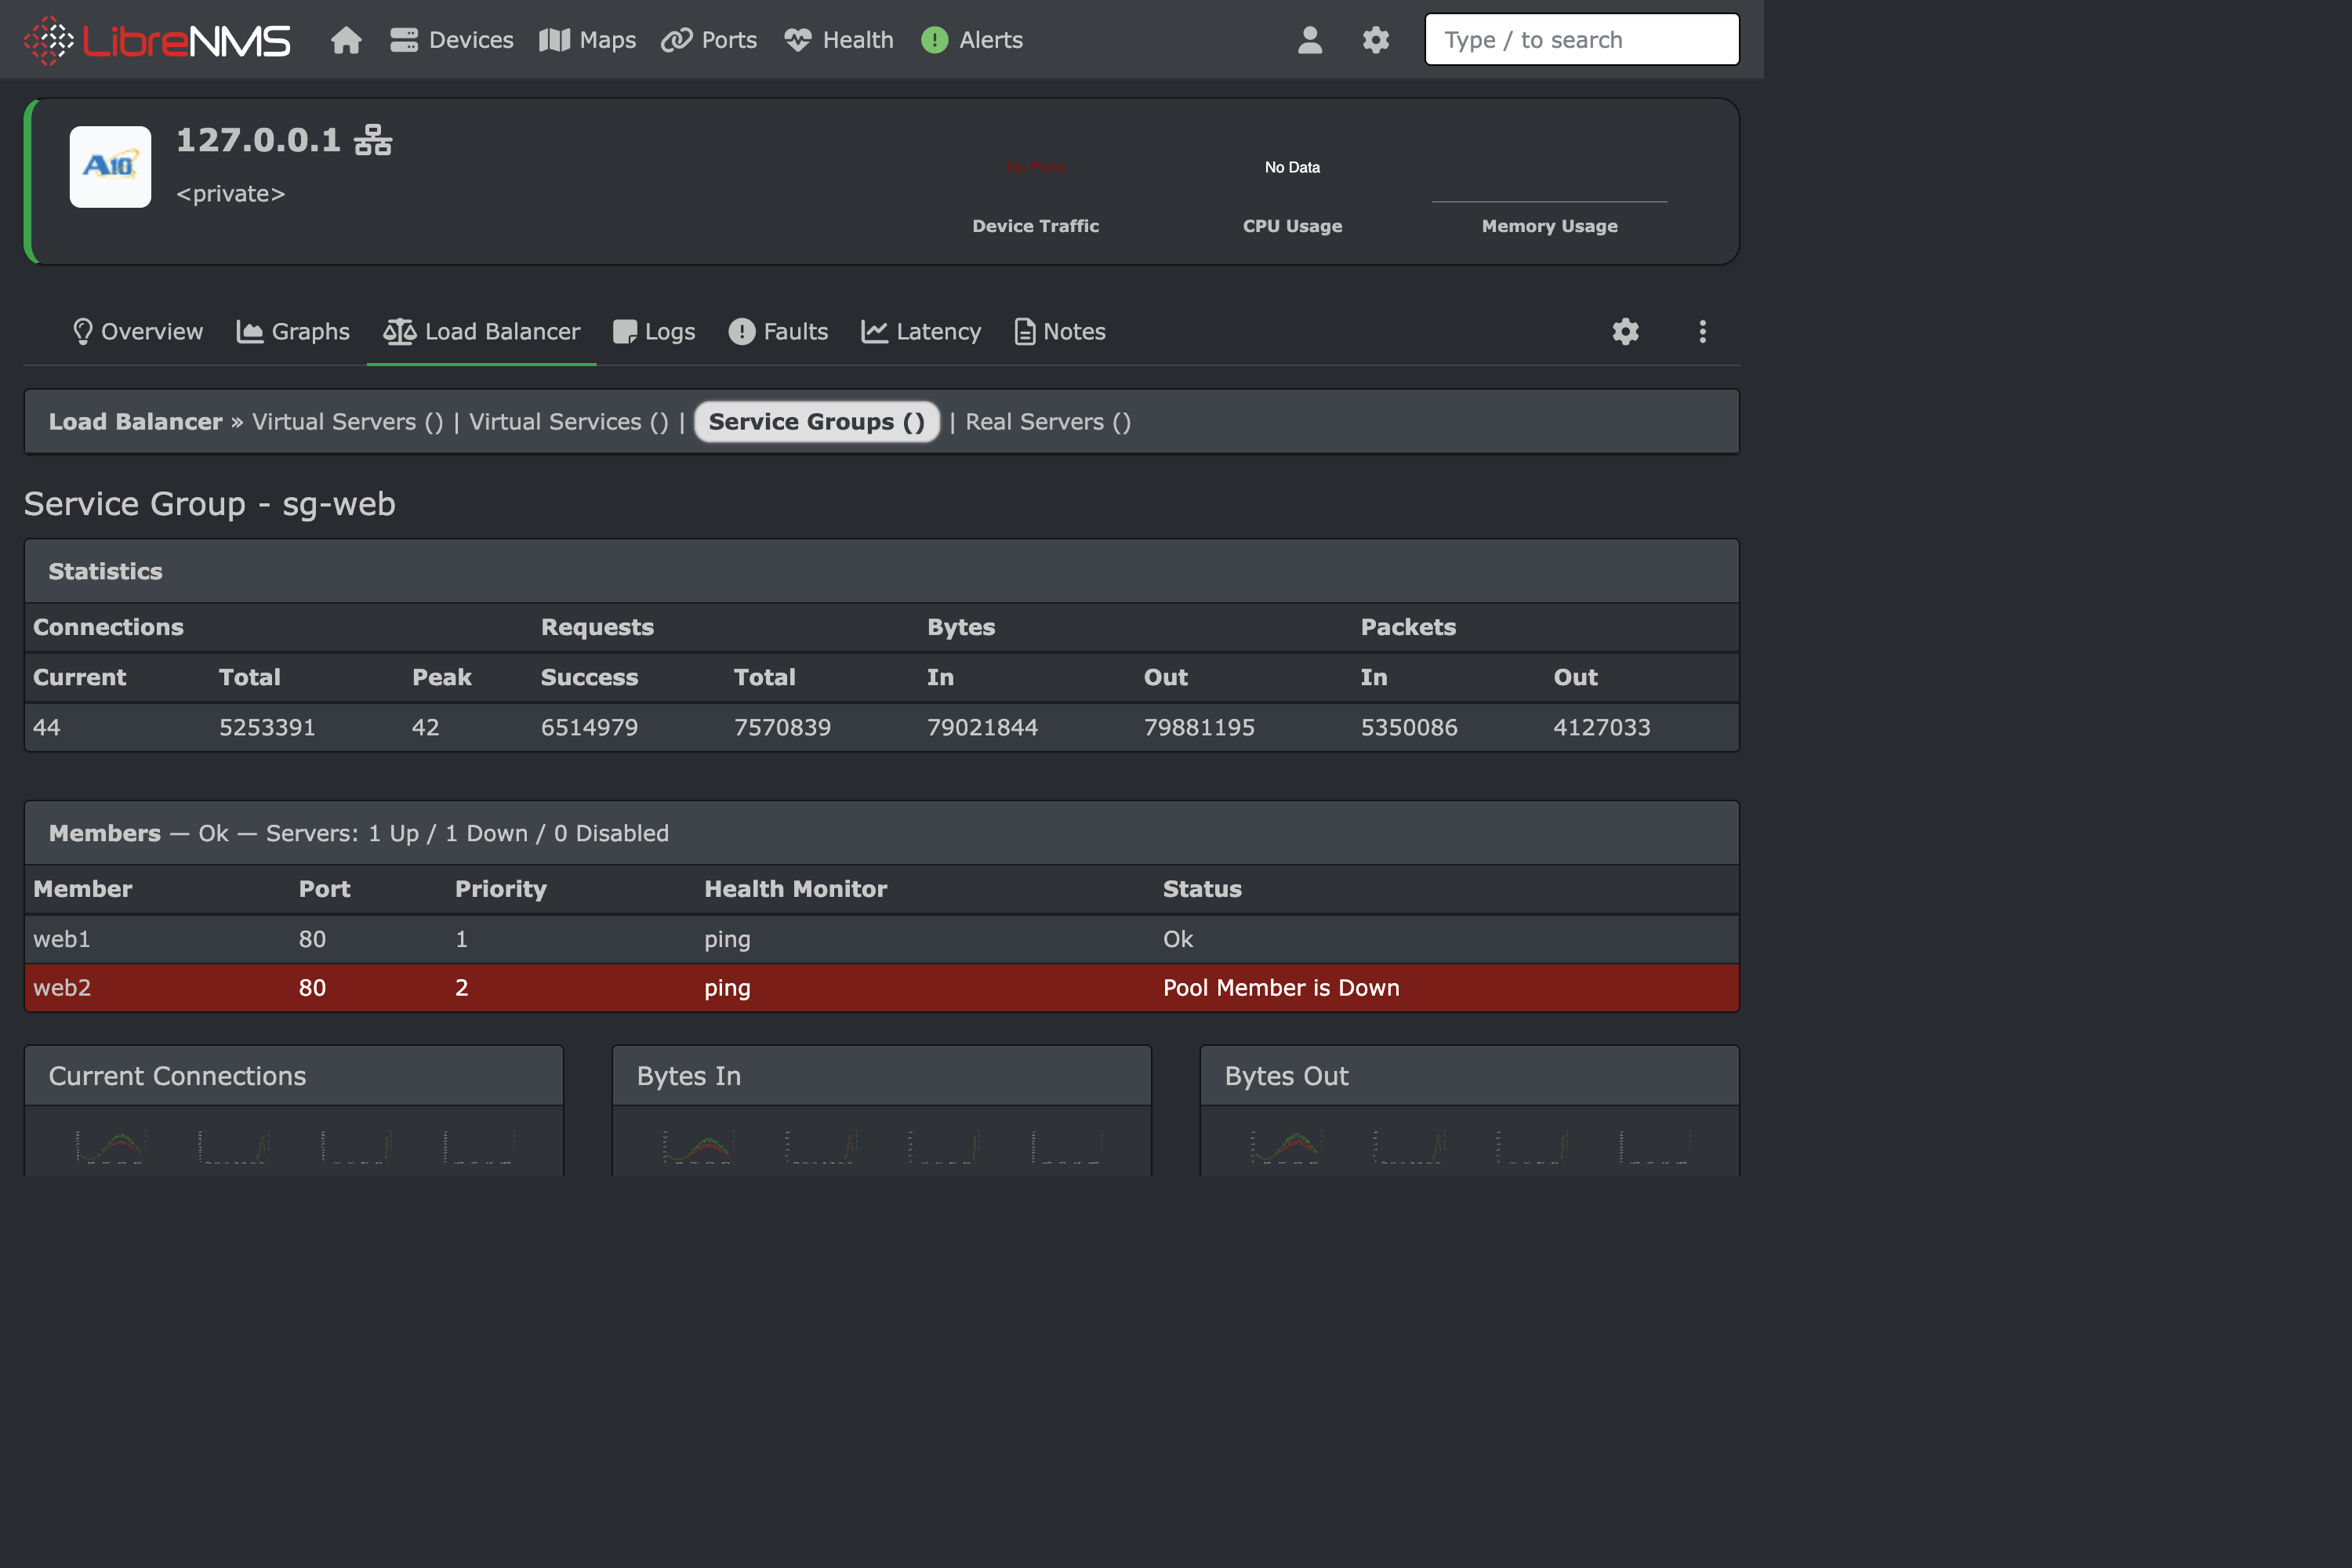 LibreNMS Devices Maps Ports Health Alerts Type / to search
A10
127.0.0.1
<private>
No Ports
No Data
Device Traffic CPU Usage Memory Usage
Overview Graphs Load Balancer Logs Faults Latency Notes
Load Balancer » Virtual Servers () | Virtual Services () | Service Groups () | Real Servers ()
Service Group - sg-web
Statistics
Connections Requests Bytes Packets
Current Total Peak Success Total In Out In Out
44 5253391 42 6514979 7570839 79021844 79881195 5350086 4127033
Members — Ok — Servers: 1 Up / 1 Down / 0 Disabled
Member Port Priority Health Monitor Status
web1 80 1 ping Ok
web2 80 2 ping Pool Member is Down
Current Connections Bytes In Bytes Out